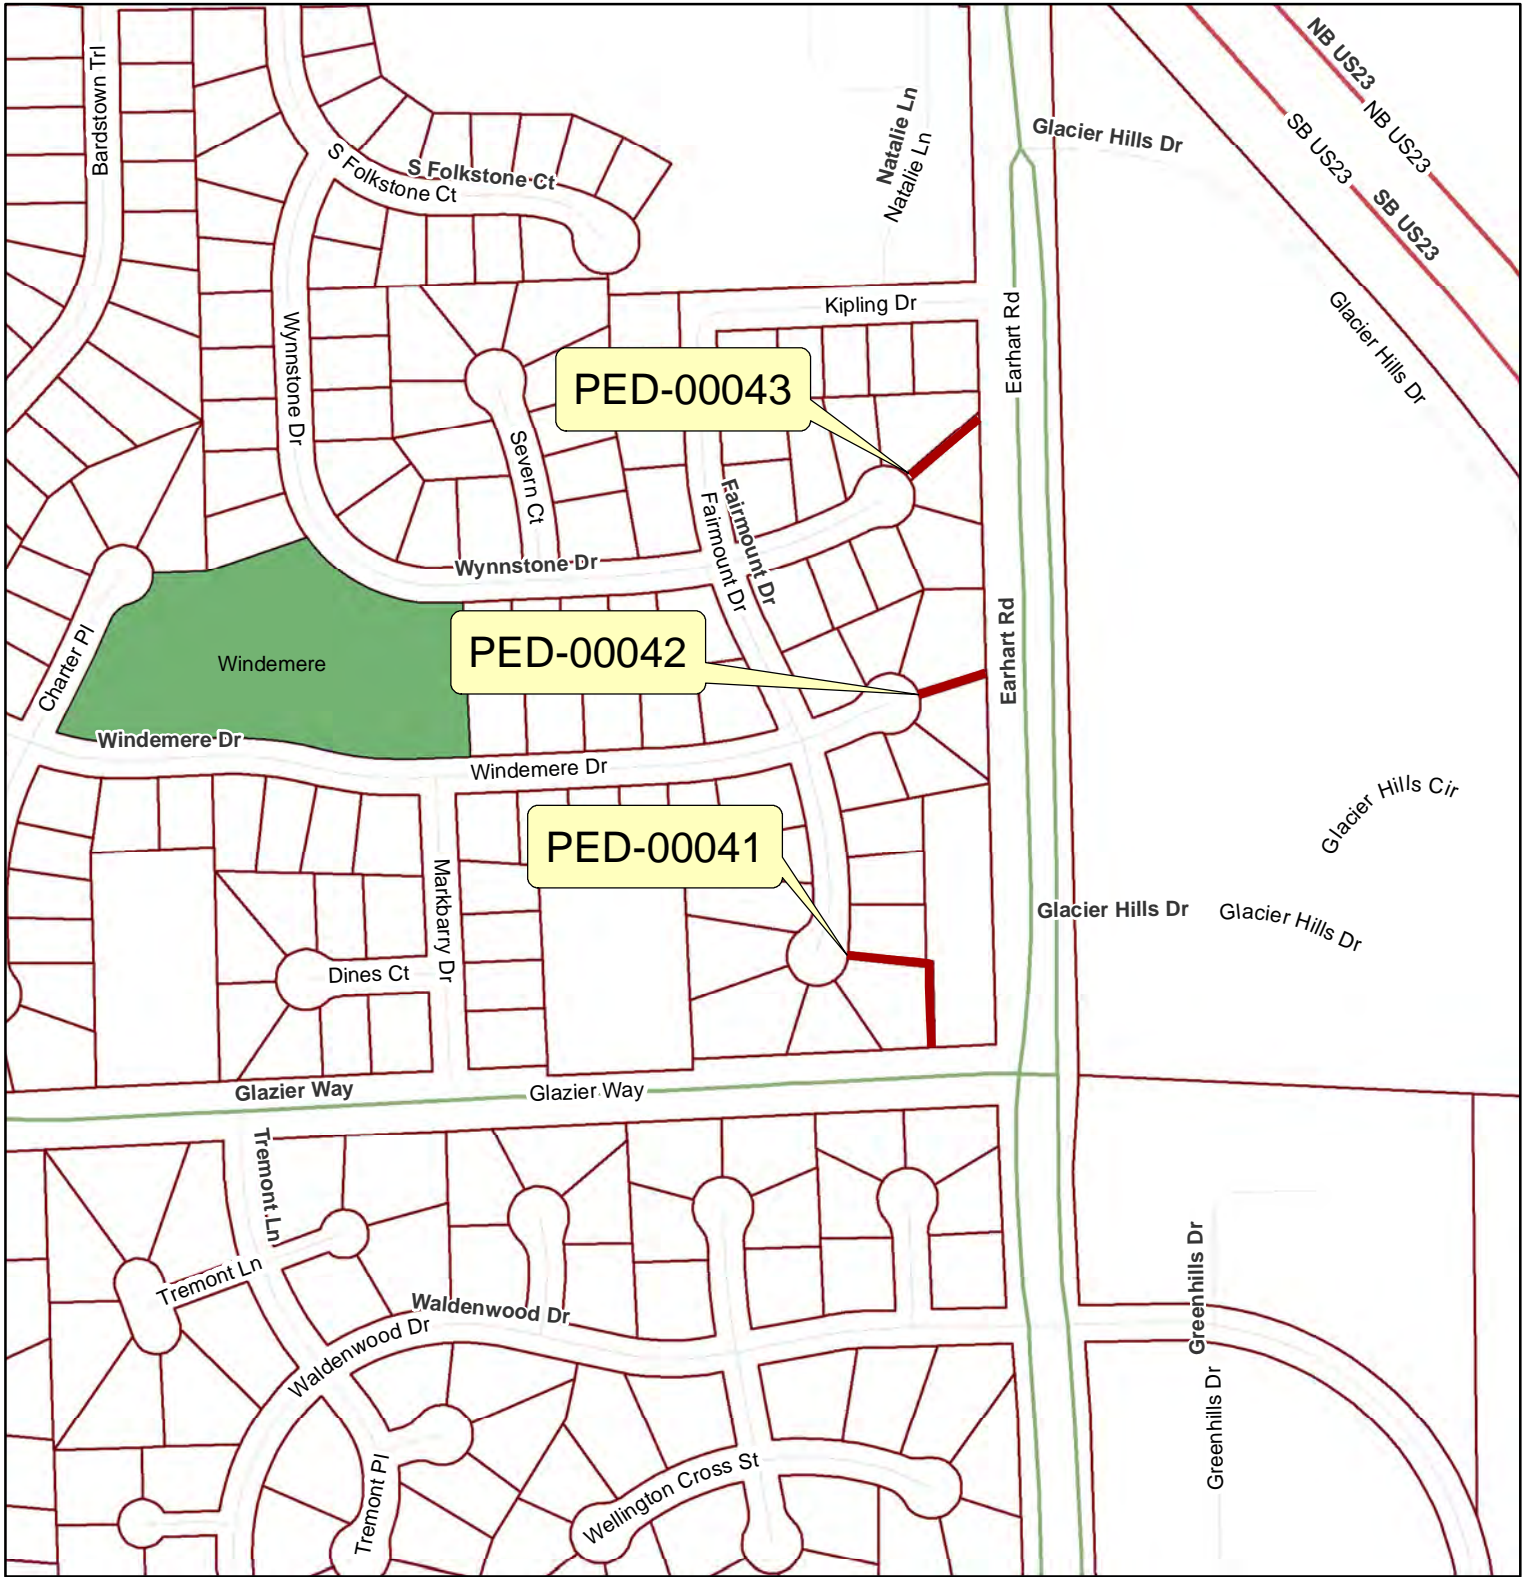 Bardstown Trl
NB US23
NB US23
SB US23
SB US23
Natalie Ln
Natalie Ln
Glacier Hills Dr
S Folkstone Ct
S Folkstone Ct
Glacier Hills Dr
Kipling Dr
Earhart Rd
Wynnstone Dr
PED-00043
Severn Ct
Fairmount Dr
Fairmount Dr
Wynnstone Dr
Earhart Rd
PED-00042
Windemere
Charter Pl
Windemere Dr
Windemere Dr
Glacier Hills Cir
PED-00041
Markbarry Dr
Glacier Hills Dr
Glacier Hills Dr
Dines Ct
Glazier Way
Glazier Way
Tremont Ln
Tremont Ln
Greenhills Dr
Waldenwood Dr
Waldenwood Dr
Greenhills Dr
Tremont Pl
Wellington Cross St